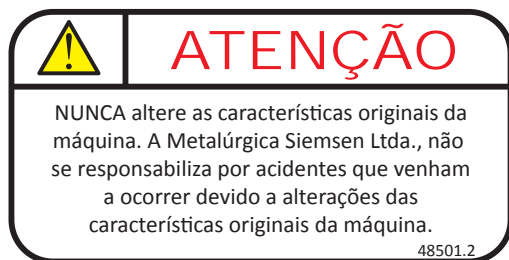 ATENÇÃO
NUNCA altere as características originais da
máquina. A Metalúrgica Siemsen Ltda., não
se responsabiliza por acidentes que venham
a ocorrer devido a alterações das
características originais da máquina.
48501.2